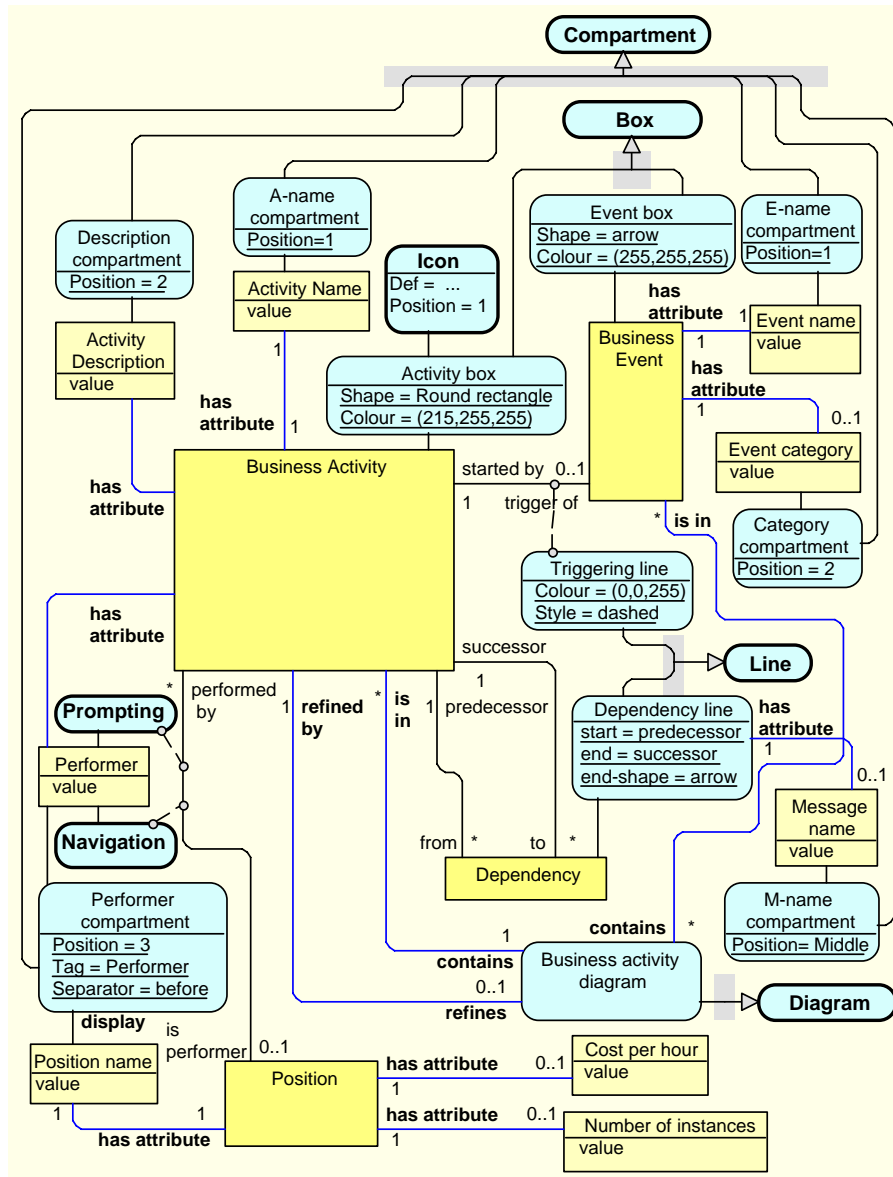 Compartment
Box
A-name
compartment
Position=1
Event box
Shape = arrow
Colour = (255,255,255)
E-name
compartment
Position=1
Description
compartment
Position = 2
Icon
Def =  ...
Position = 1
Activity Name
value
has
attribute
1
1
Event name
value
Business
Event
Activity
Description
value
1
Activity box
Shape = Round rectangle
Colour = (215,255,255)
has
attribute
1
0..1
has
attribute
1
Event category
value
Business Activity
started by
0..1
1
trigger of
has
attribute
*
is in
Category
compartment
Position = 2
Triggering line
Colour = (0,0,255)
Style = dashed
has
attribute
successor
1
Line
*
performed
by
1
refined
by
*
is
in
1
predecessor
Prompting
Dependency line
start = predecessor
end = successor
end-shape = arrow
has
attribute
1
0..1
Performer
value
Message
name
value
Navigation
from
*
to
*
Dependency
Performer
compartment
Position = 3
Tag = Performer
Separator = before
M-name
compartment
Position= Middle
contains
*
1
contains
Business activity
diagram
0..1
refines
Diagram
display
is
performer
0..1
Position name
value
Position
has attribute
1
0..1
Cost per hour
value
1
1
has attribute
has attribute
1
0..1
Number of instances
value